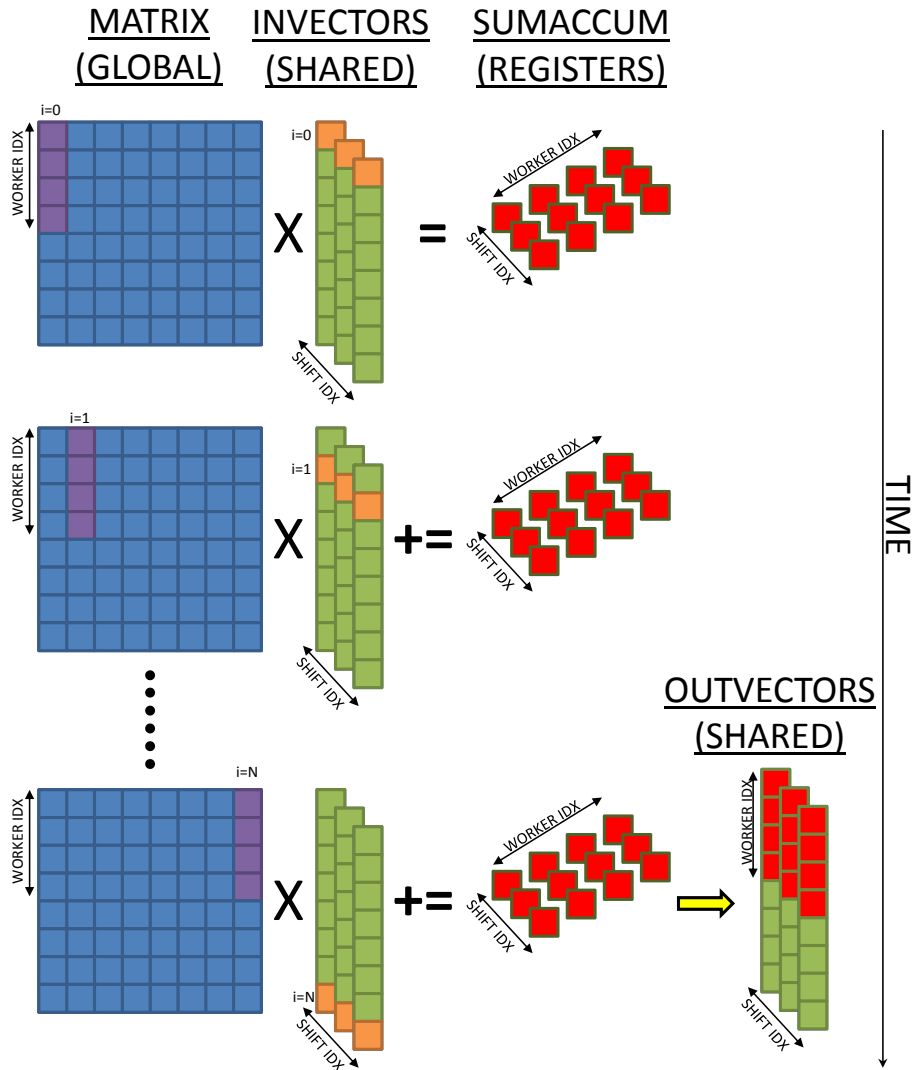 MATRIX
(GLOBAL)
INVECTORS
(SHARED)
SUMACCUM
(REGISTERS)
i=0
WORKER IDX
i=0
X
=
WORKER IDX
SHIFT IDX
SHIFT IDX
i=1
WORKER IDX
i=1
X
+=
WORKER IDX
SHIFT IDX
SHIFT IDX
TIME
OUTVECTORS
(SHARED)
i=N
WORKER IDX
i=N
X
+=
WORKER IDX
SHIFT IDX
SHIFT IDX
WORKER IDX
SHIFT IDX